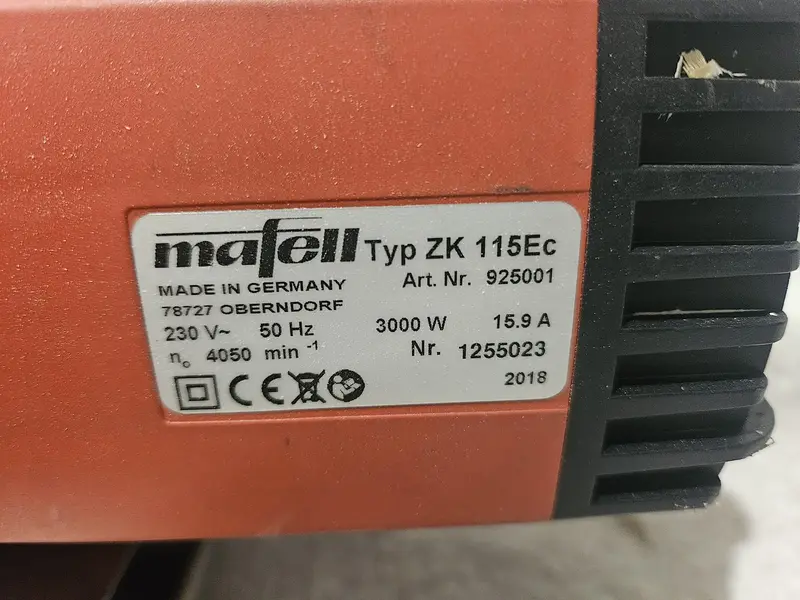 mafell Typ ZK 115Ec
MADE IN GERMANY Art. Nr. 925001
78727 OBERNDORF
230 V~ 50 Hz 3000 W 15.9 A
n₀ 4050 min⁻¹ Nr. 1255023
CE 2018